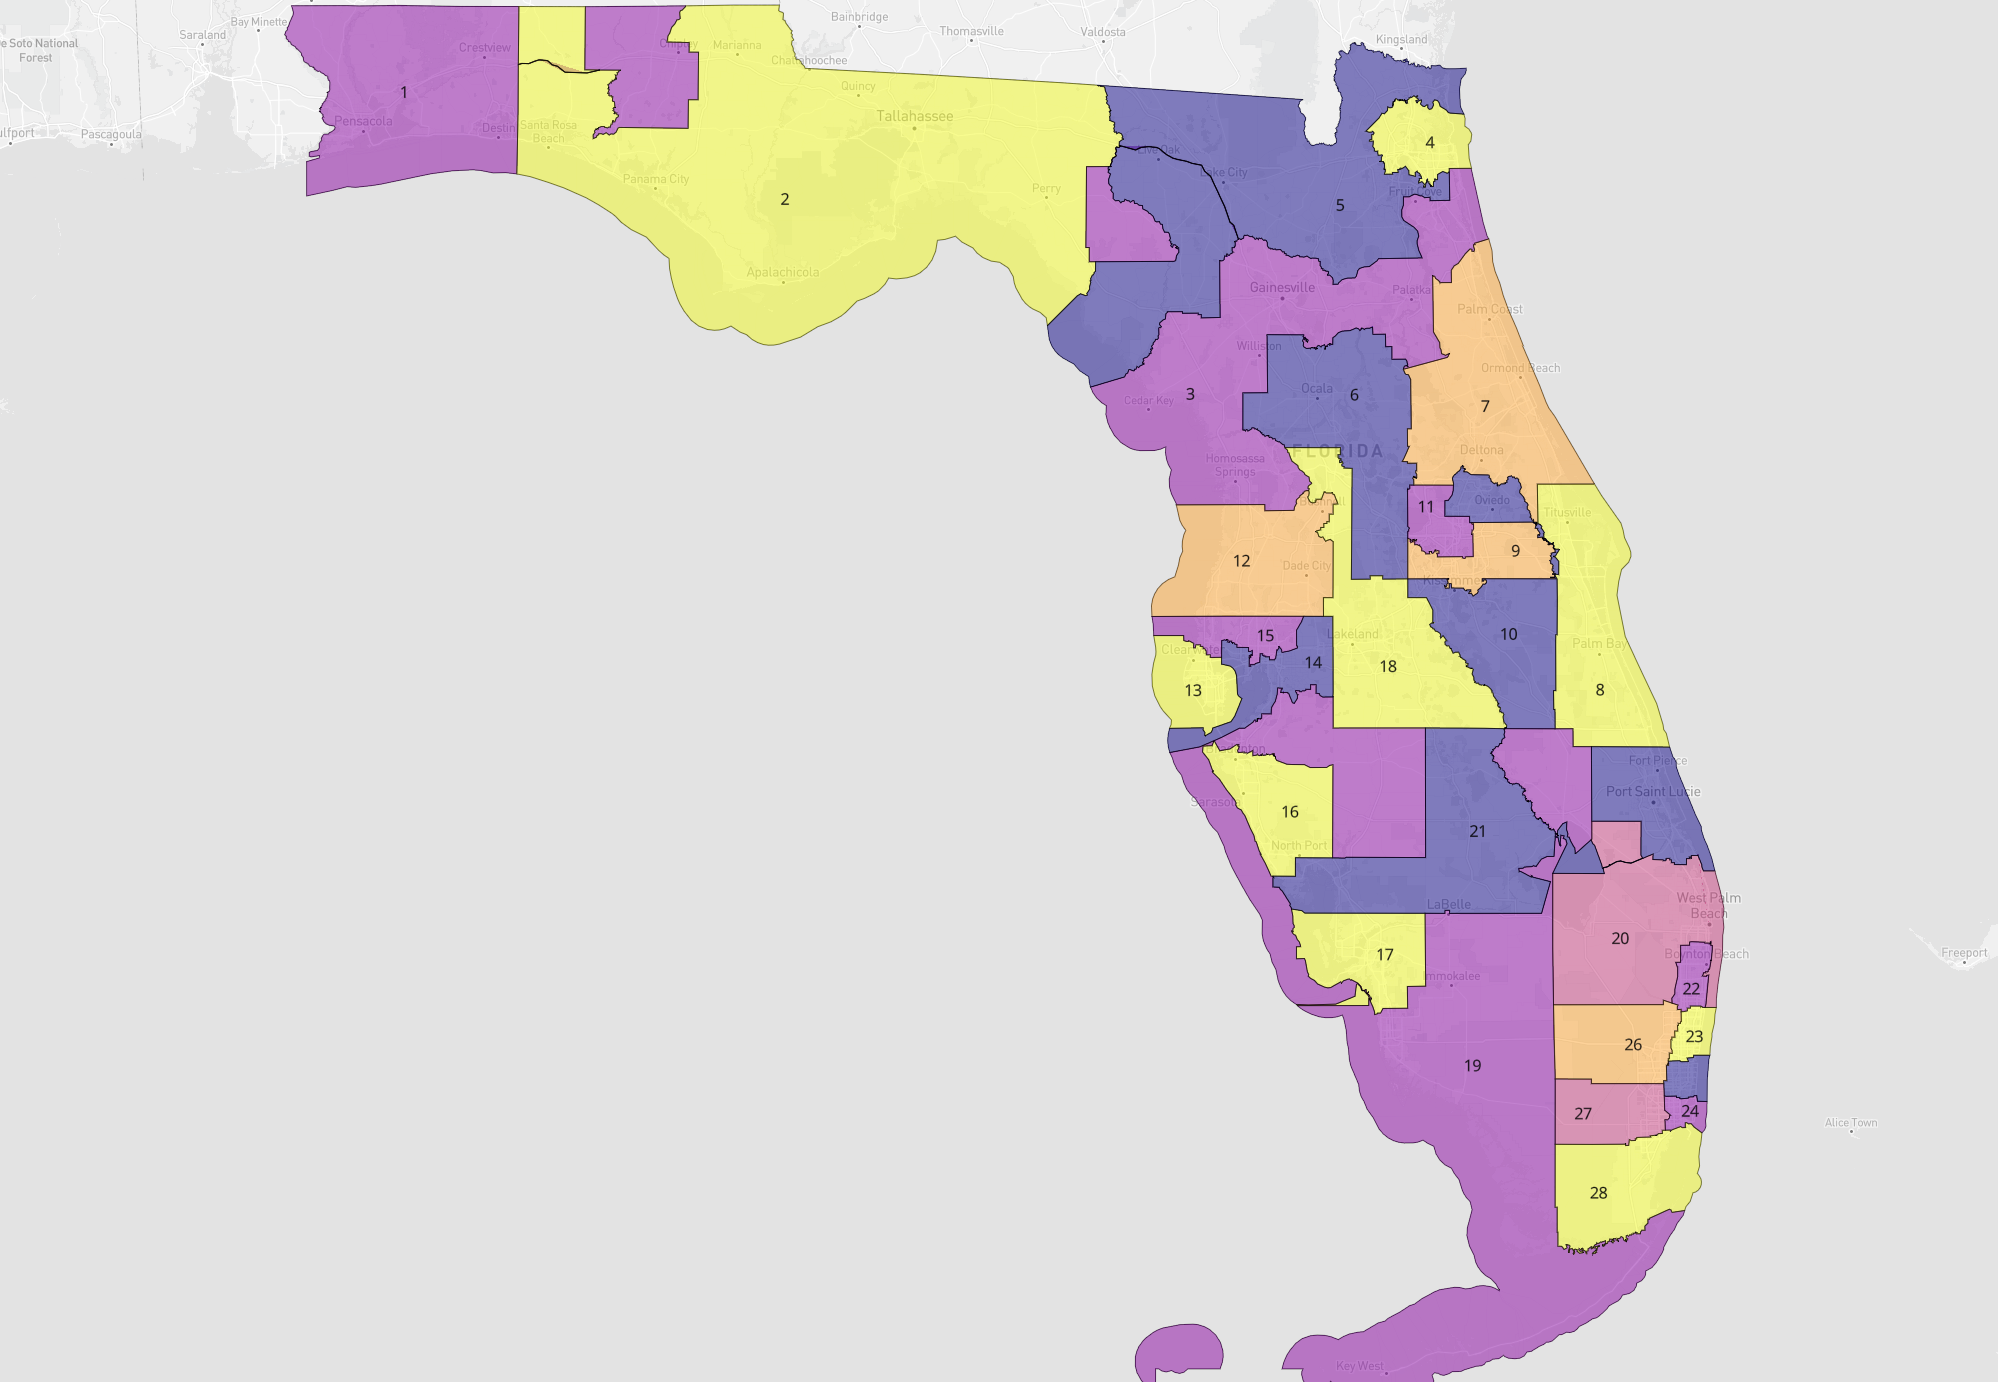 Bay Minette
Saraland
e Soto National
Forest
ulfport
Pascagoula
Crestview
1
Pensacola
Destin
Santa Rosa
Beach
Chipley
Marianna
Chattahoochee
Bainbridge
Thomasville
Valdosta
Kingsland
Quincy
Tallahassee
Panama City
2
Perry
Apalachicola
Live Oak
Lake City
5
4
Fruit Cove
Gainesville
Palatka
Palm Coast
Williston
Ormond Beach
Ocala
6
3
Cedar Key
7
FLORIDA
Deltona
Homosassa
Springs
Bushnell
11
Oviedo
Titusville
12
Dade City
9
Kissimmee
15
Lakeland
10
Palm Bay
Clearwater
14
18
13
8
Bradenton
Fort Pierce
Port Saint Lucie
Sarasota
16
21
North Port
LaBelle
West Palm
Beach
20
17
Boynton Beach
mmokalee
22
Freeport
23
26
19
27
24
Alice Town
28
Key West